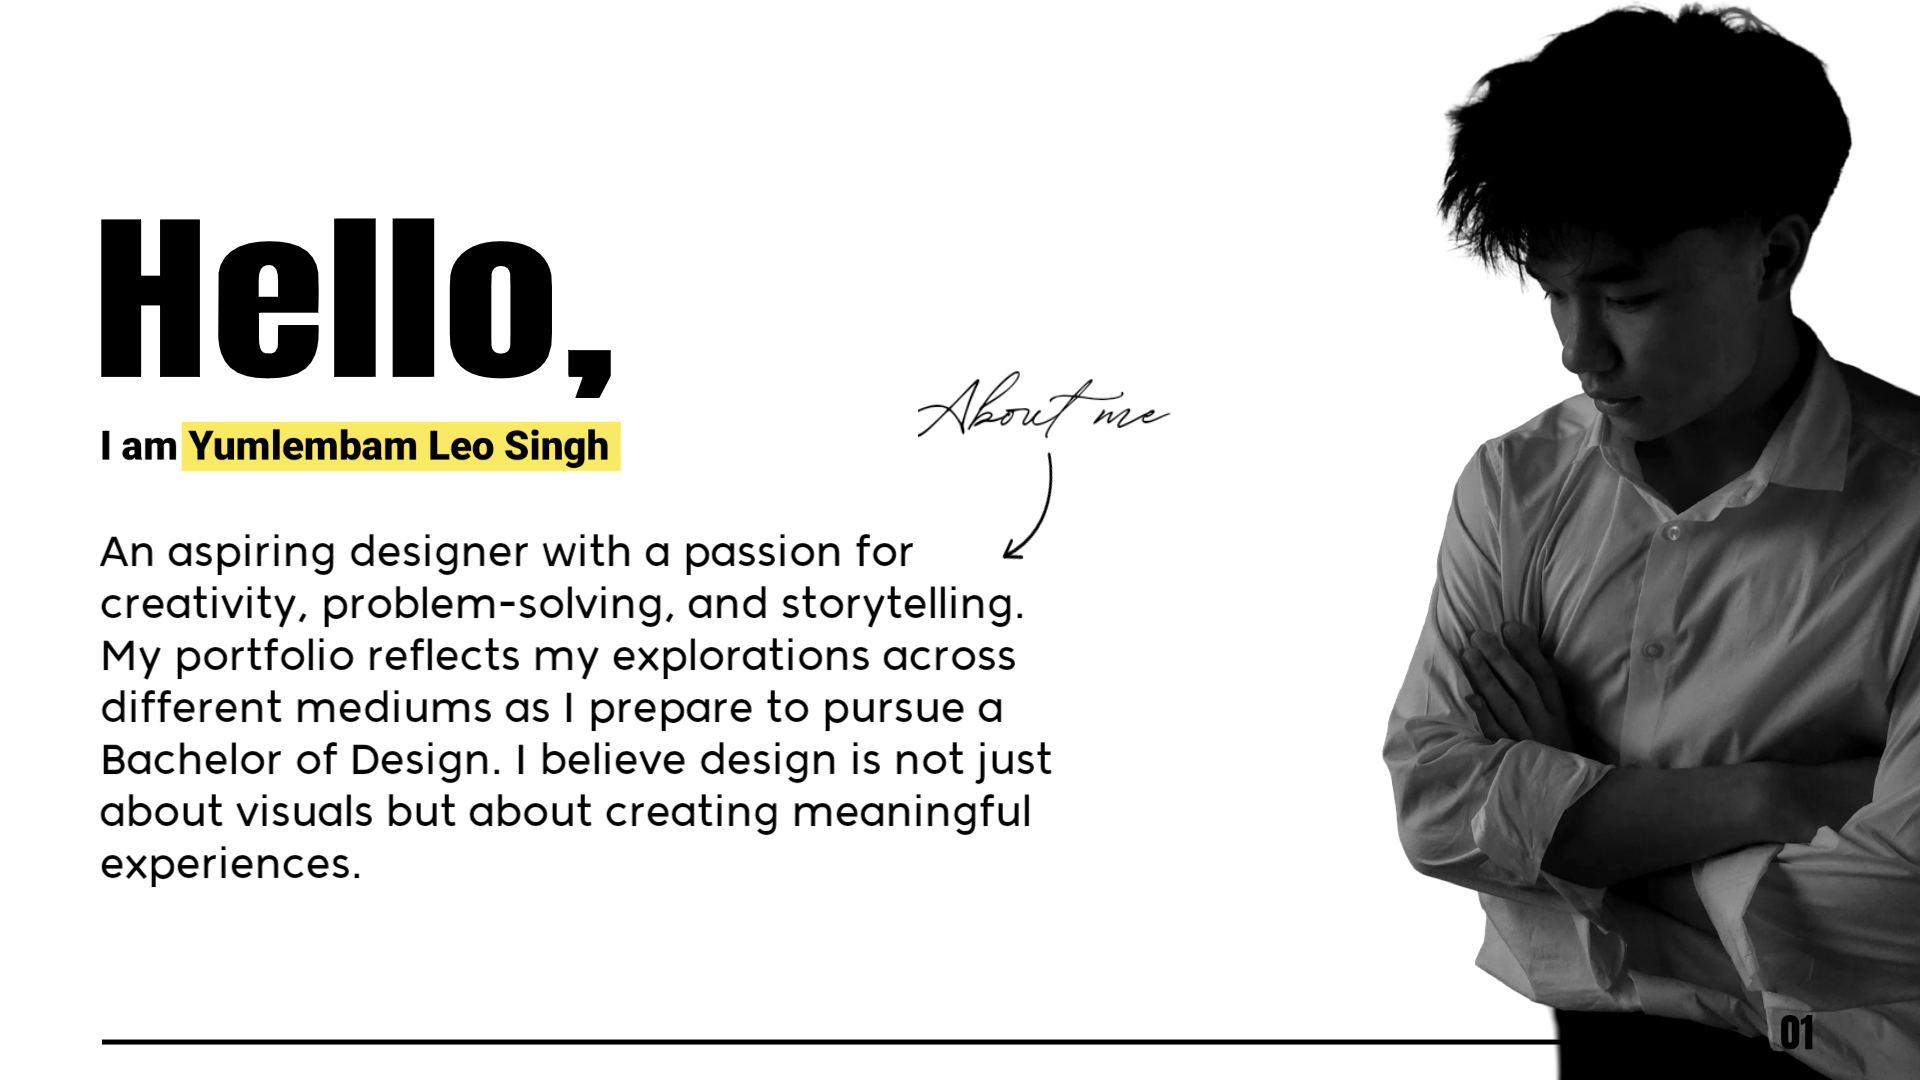 Hello,
I am Yumlembam Leo Singh
About me
An aspiring designer with a passion for
creativity, problem-solving, and storytelling.
My portfolio reflects my explorations across
different mediums as I prepare to pursue a
Bachelor of Design. I believe design is not just
about visuals but about creating meaningful
experiences.
01